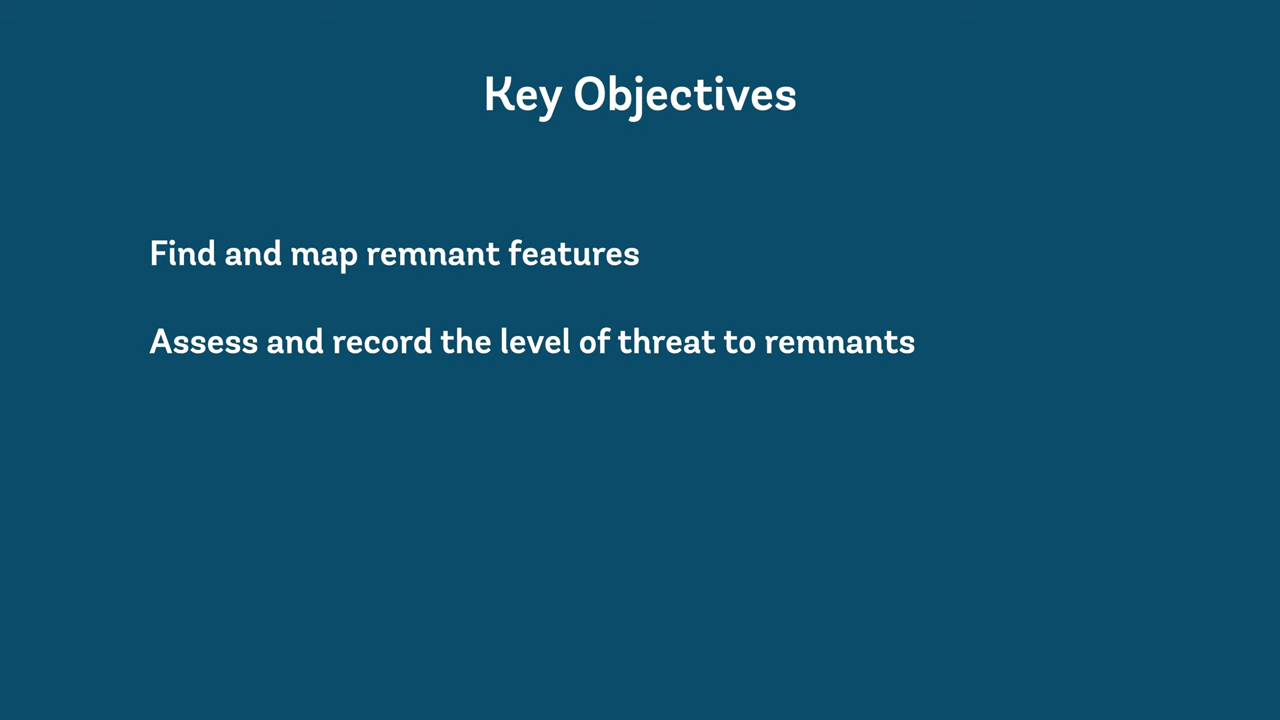 Key Objectives
Find and map remnant features
Assess and record the level of threat to remnants